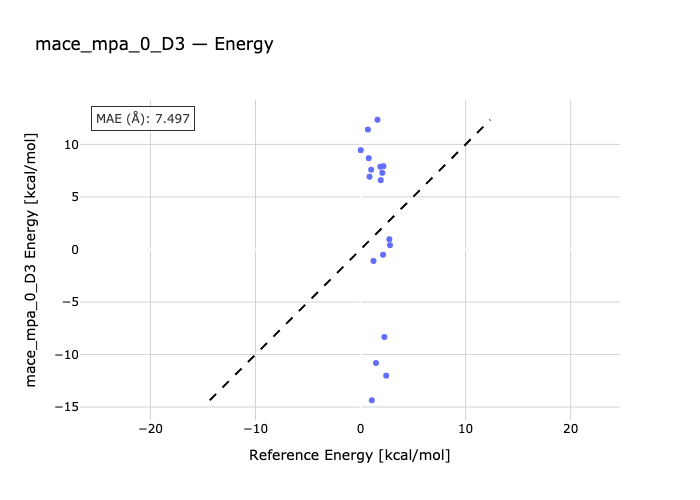 mace_mpa_0_D3 — Energy
MAE (Å): 7.497
mace_mpa_0_D3 Energy [kcal/mol]
10
5
0
−5
−10
−15
−20
−10
0
10
20
Reference Energy [kcal/mol]